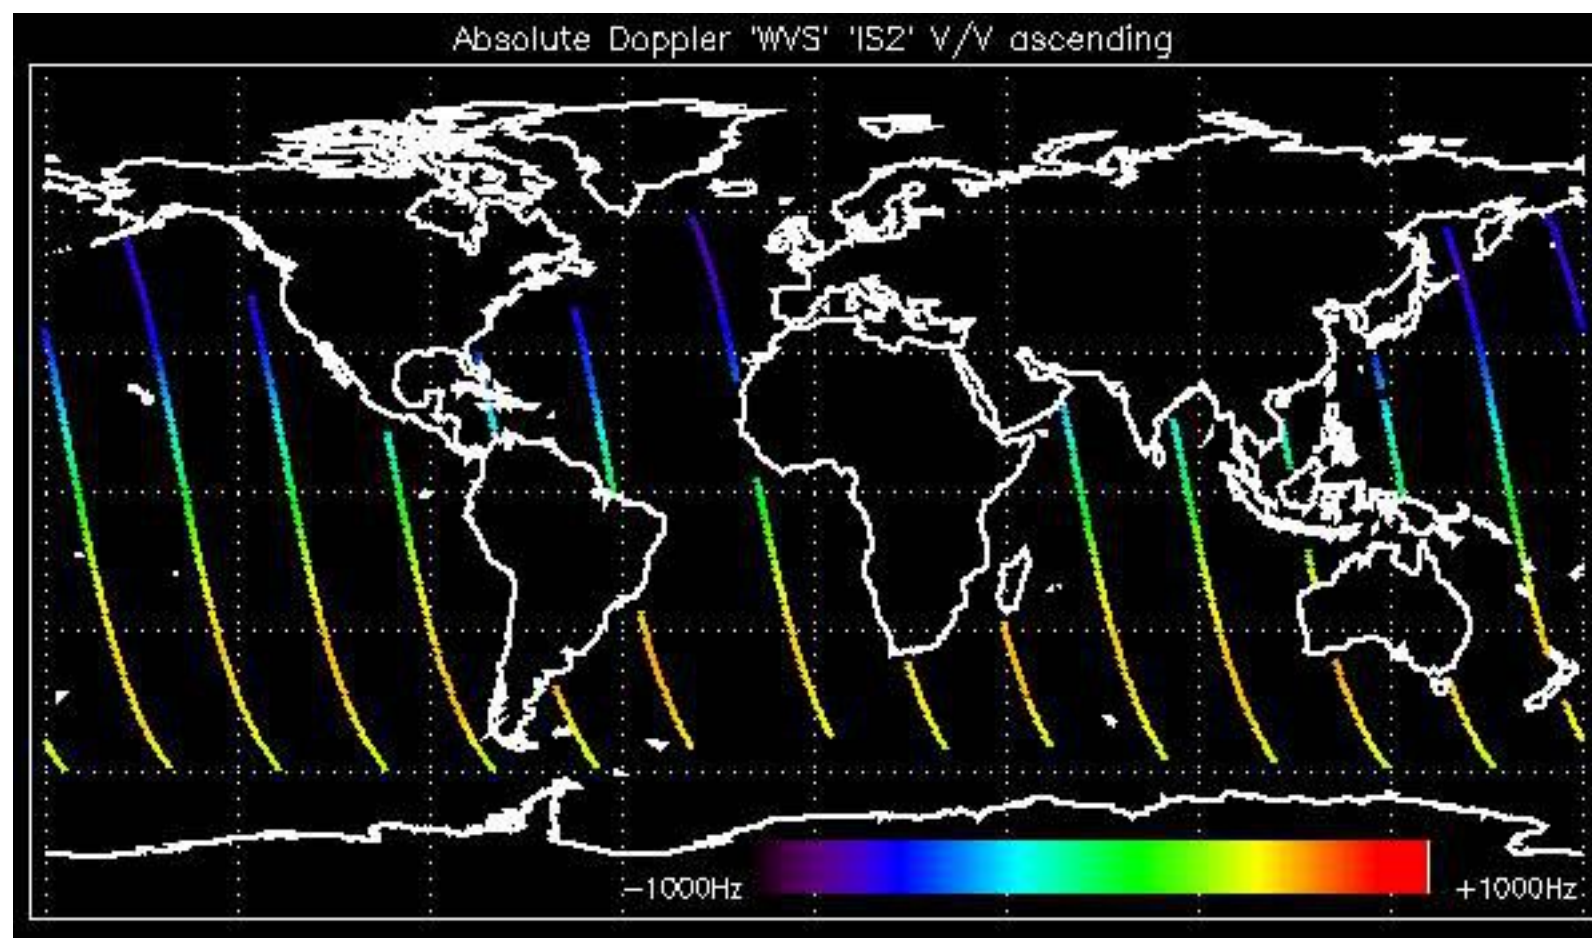 Absolute Doppler 'WVS' 'IS2' V/V ascending
-1000Hz +1000Hz